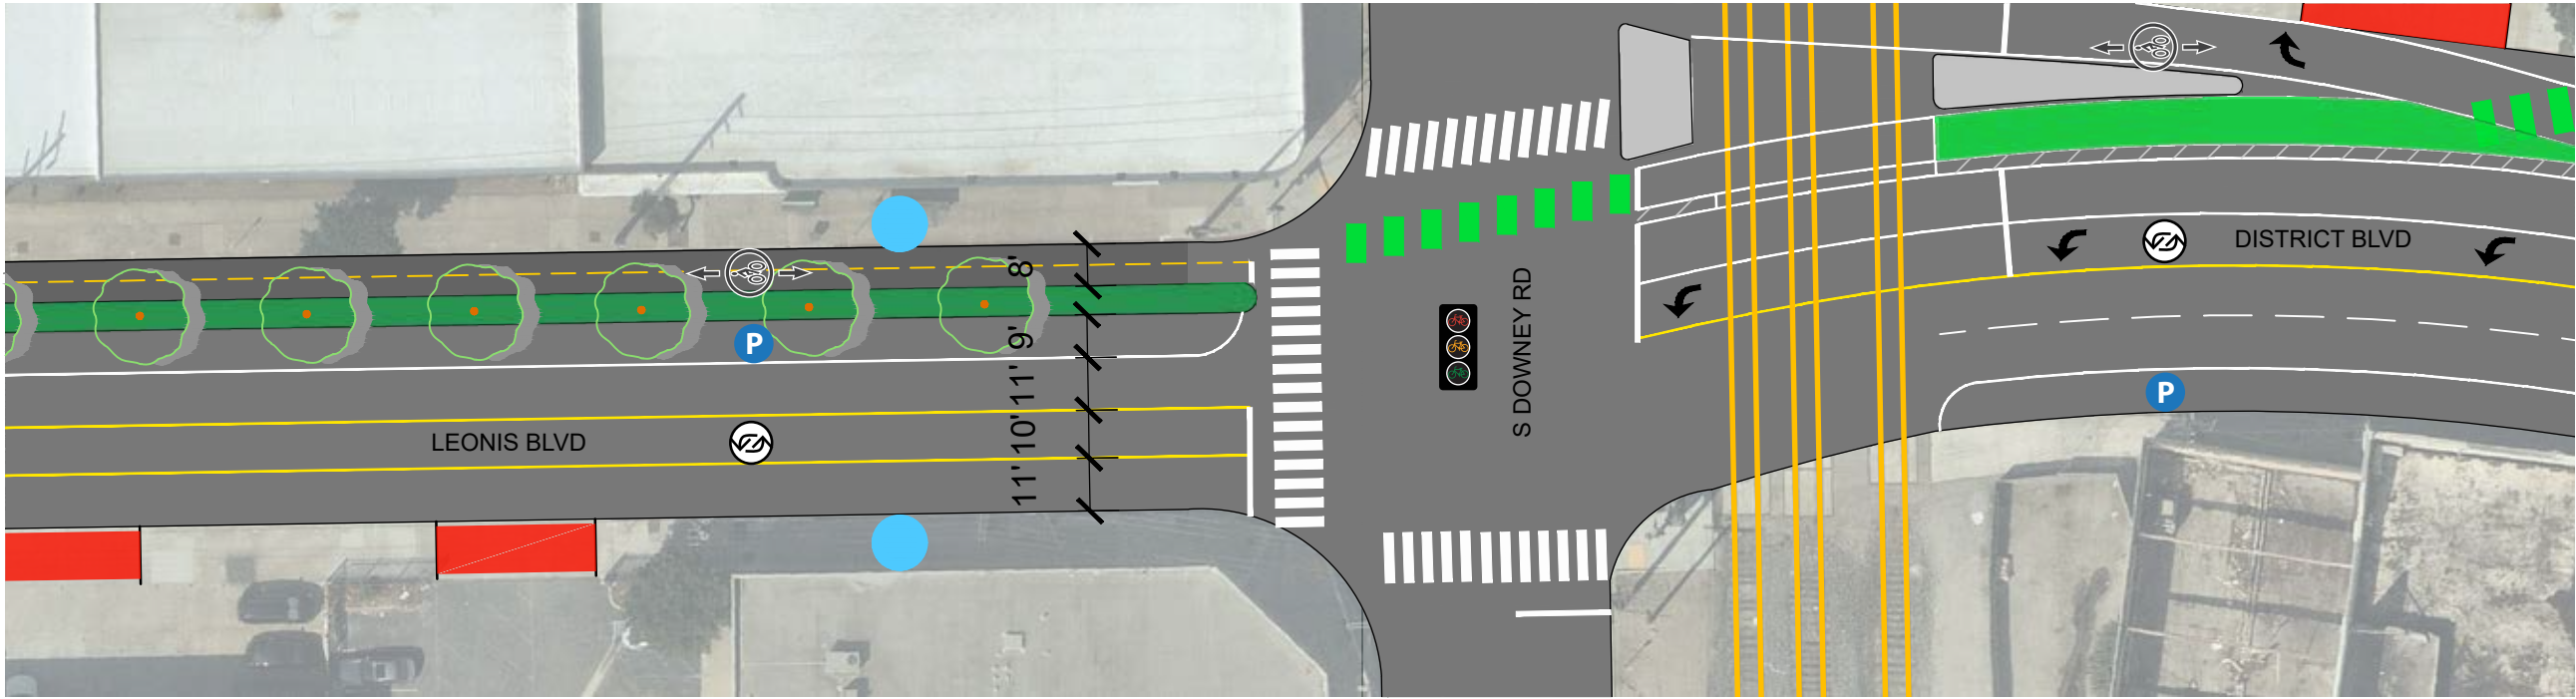 8'
9'
11'
10'
11'
P
LEONIS BLVD
S DOWNEY RD
DISTRICT BLVD
P